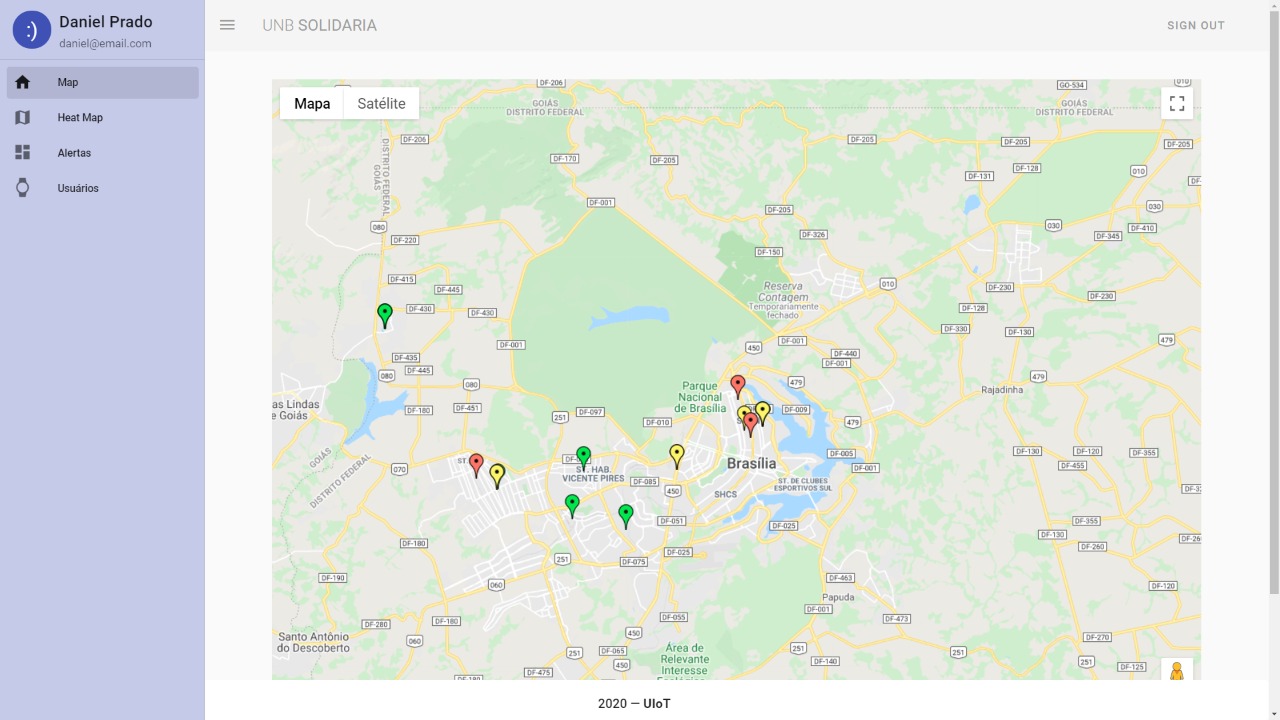 :)
Daniel Prado
daniel@email.com
Map
Heat Map
Alertas
Usuários
UNB SOLIDARIA
SIGN OUT
Mapa
Satélite
DF-206
GO-534
010
GOIÁS
DISTRITO FEDERAL
GOIÁS
DISTRITO FEDERAL
DF-206
DF-205
DF-205
DF-205
DISTRITO FEDERAL
GOIÁS
DF-170
DF-205
DF-128
DF-131
010
DF-001
DF-205
030
080
DF-326
030
DF-410
DF-220
DF-345
DF-150
DF-415
Reserva
Contagem
Temporariamente
fechado
010
DF-230
DF-445
DF-230
DF-430
DF-430
DF-128
DF-330
DF-130
DF-001
DF-001
479
450
DF-440
DF-435
DF-001
DF-445
080
080
479
479
Parque
Nacional
de Brasília
Rajadinha
as Lindas
de Goiás
DF-180
DF-451
DF-097
DF-009
251
DF-010
479
DF-130
DF-120
DF-355
DF-005
GOIÁS
DISTRITO FEDERAL
070
ST.
ST. HAB.
VICENTE PIRES
Brasília
DF-001
DF-455
DF-085
450
SHCS
ST. DE CLUBES
ESPORTIVOS SUL
DF-051
DF-025
DF-355
DF-130
DF-180
DF-260
DF-025
251
DF-075
DF-190
060
DF-463
DF-120
Papuda
DF-001
DF-055
DF-473
DF-180
DF-280
Santo Antônio
do Descoberto
060
450
DF-270
251
DF-065
450
251
251
251
DF-140
DF-125
DF-475
DF-180
Área de
Relevante
Interesse
Ecológico
2020 — UIoT